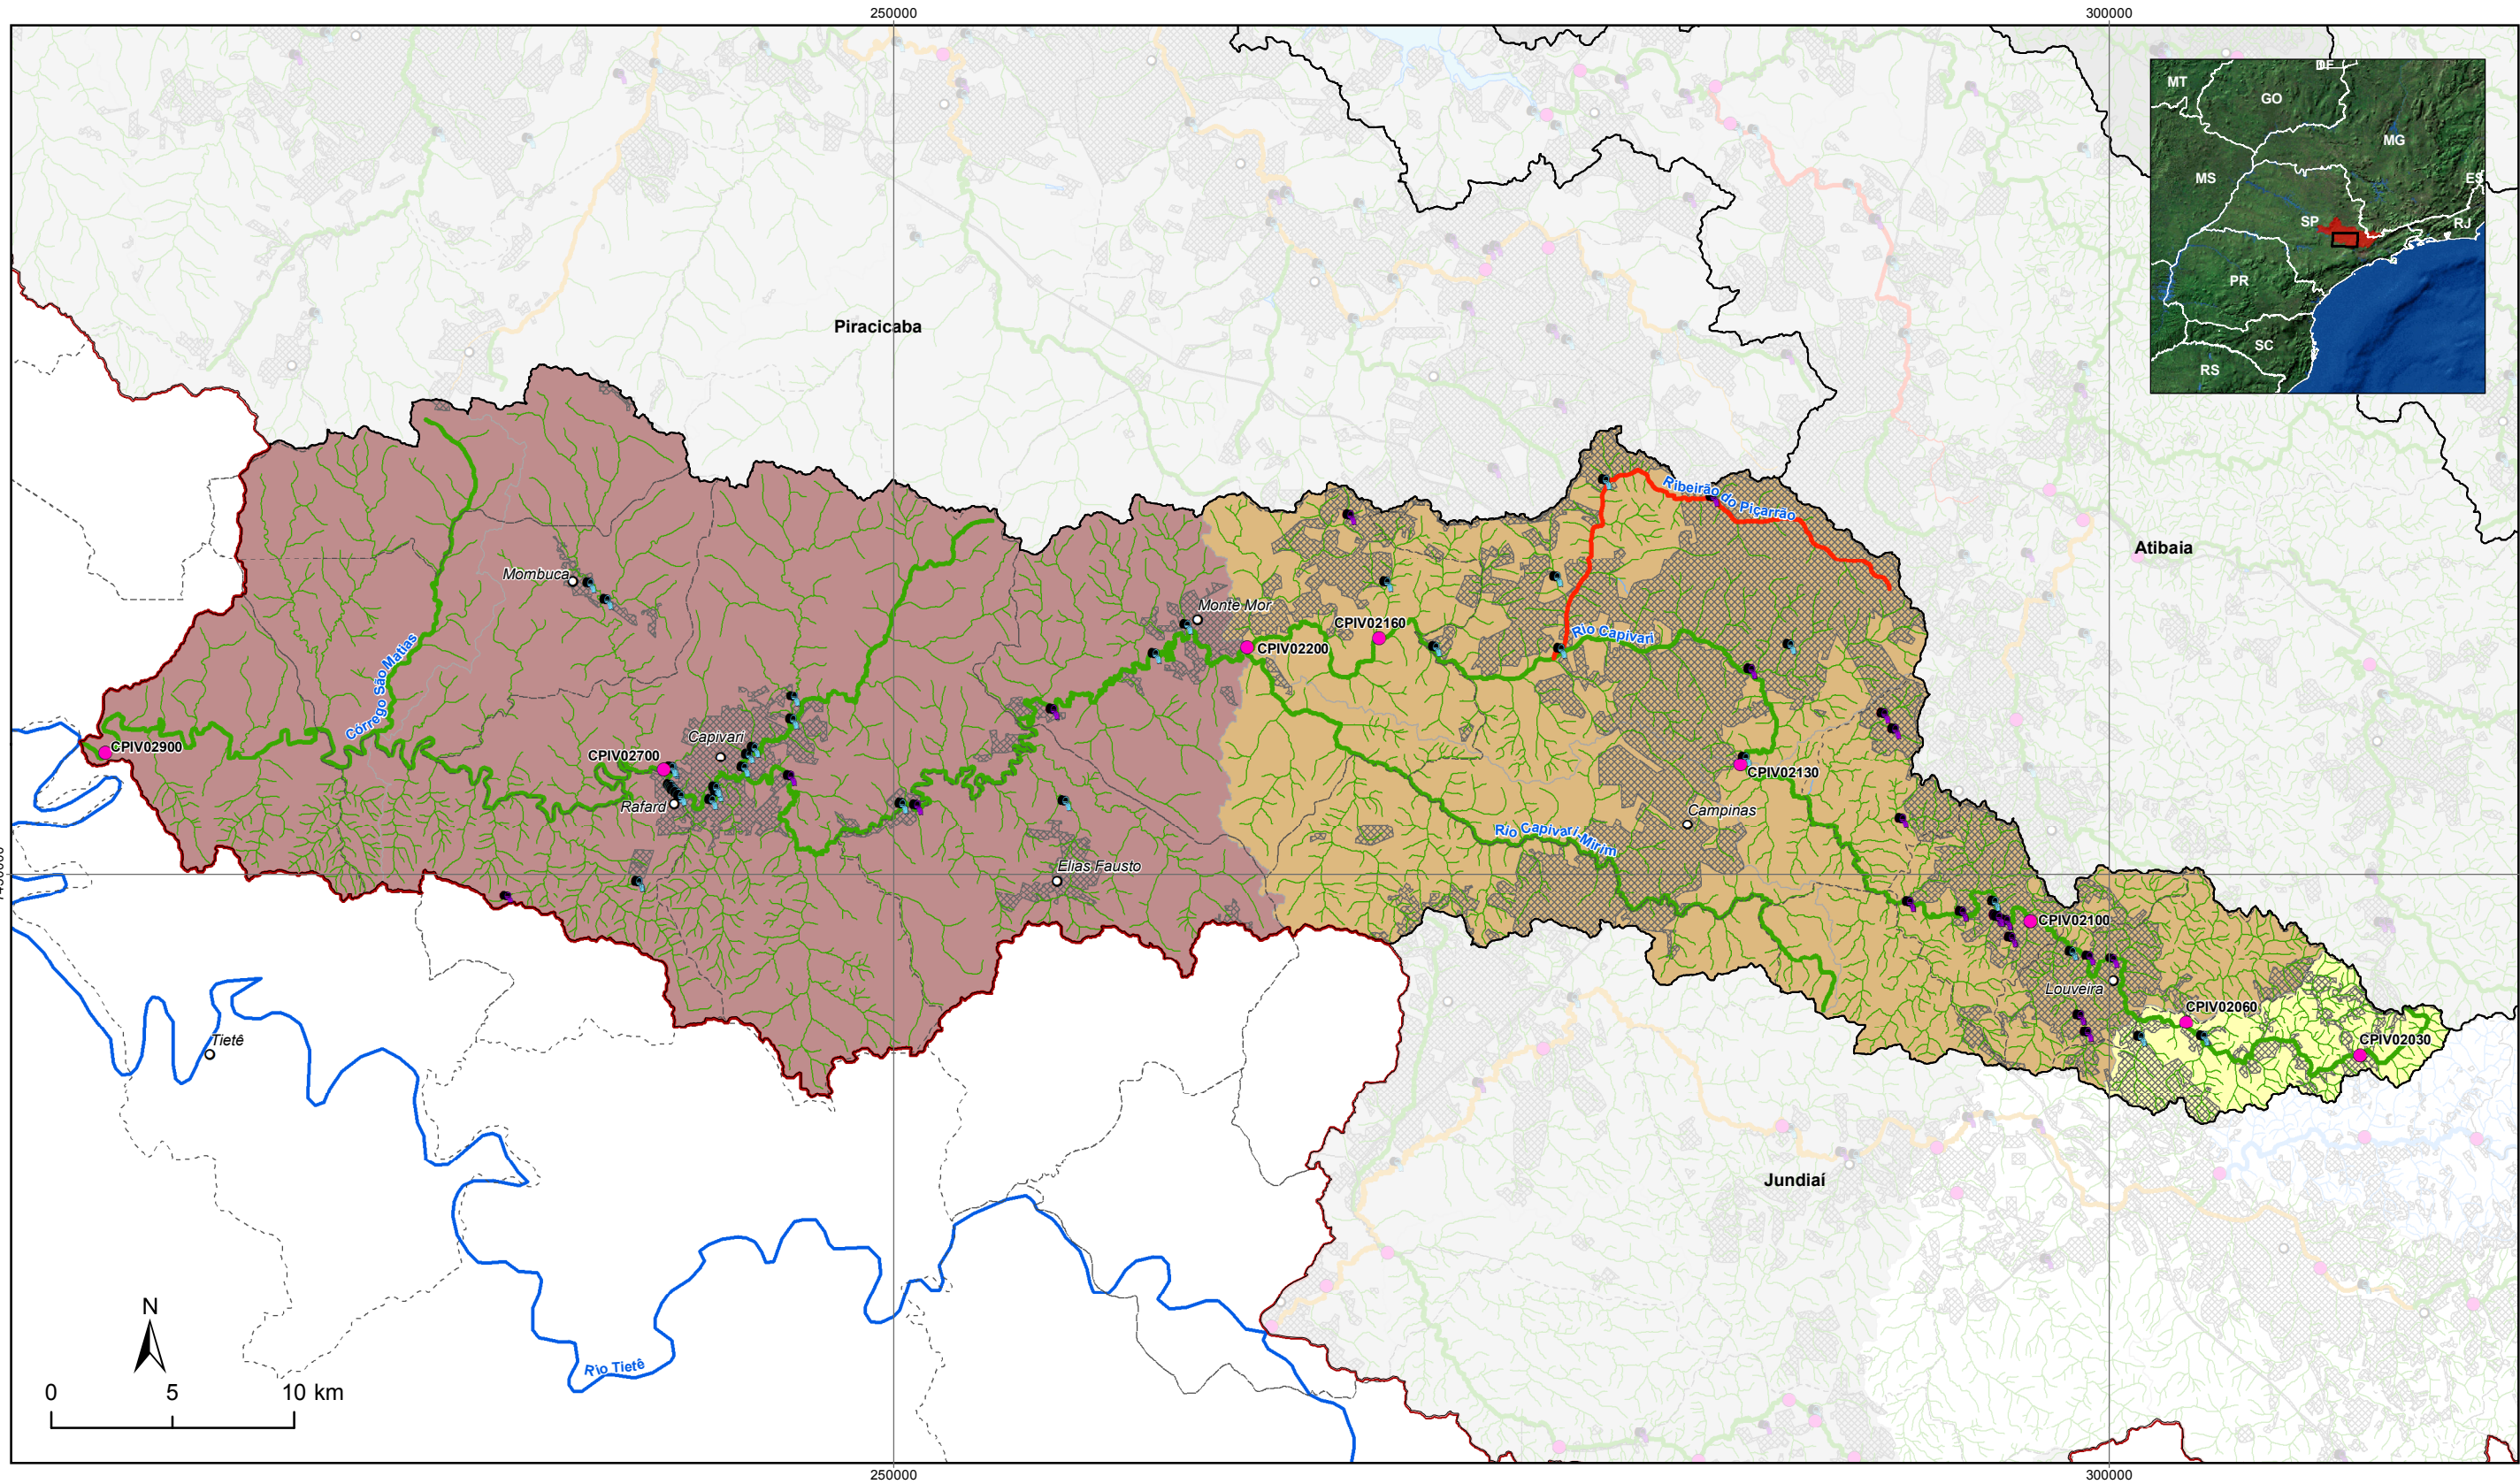 250000
300000
DF
MT
GO
MG
MS
ES
SP
RJ
PR
SC
RS
Piracicaba
Ribeirão do Piçarrão
Atibaia
Mombuca
Monte Mor
CPIV02160
Rio Capivari
CPIV02200
Córrego São Matias
Capivari
CPIV02900
CPIV02700
CPIV02130
Rafard
Campinas
Rio Capivari-Mirim
Elias Fausto
CPIV02100
Louveira
CPIV02060
Tietê
CPIV02030
Jundiaí
N
Rio Tietê
0 5 10 km
250000
300000